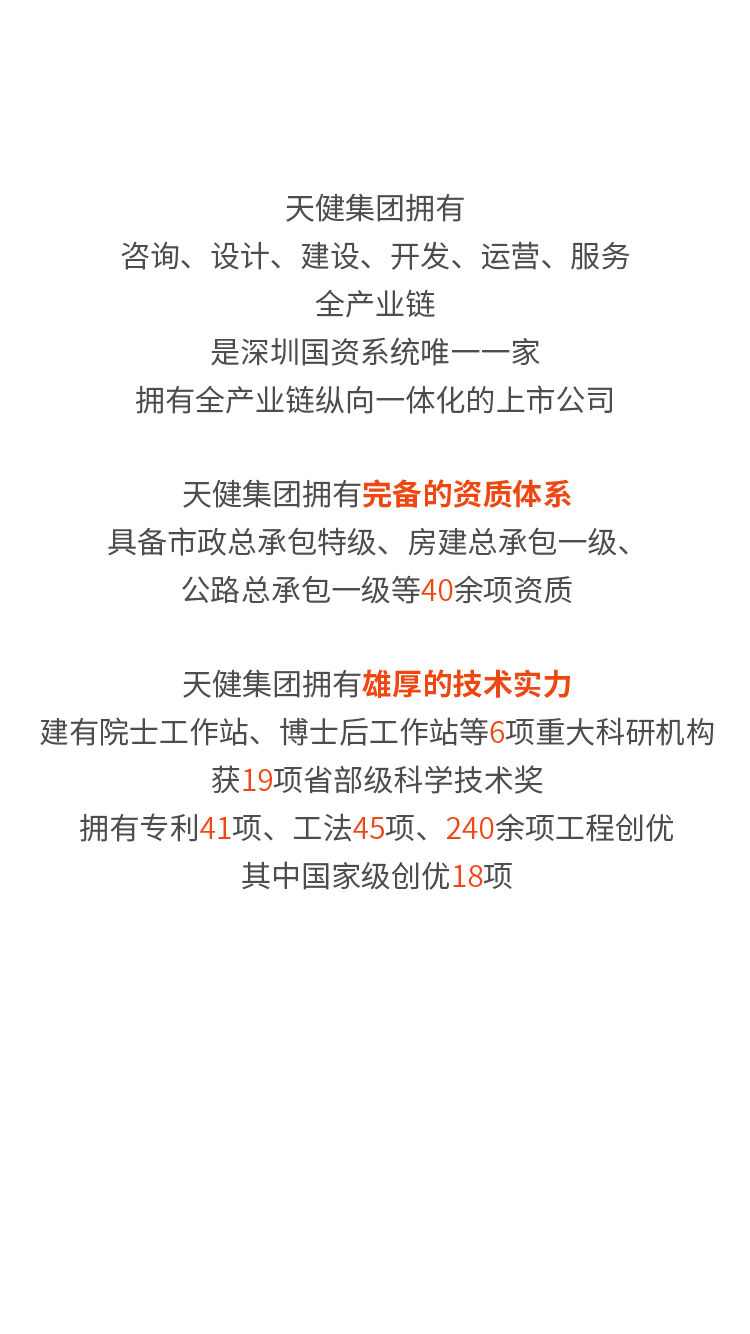 天健集团拥有
咨询、设计、建设、开发、运营、服务
全产业链
是深圳国资系统唯一一家
拥有全产业链纵向一体化的上市公司
天健集团拥有完备的资质体系
具备市政总承包特级、房建总承包一级、
公路总承包一级等40余项资质
天健集团拥有雄厚的技术实力
建有院士工作站、博士后工作站等6项重大科研机构
获19项省部级科学技术奖
拥有专利41项、工法45项、240余项工程创优
其中国家级创优18项